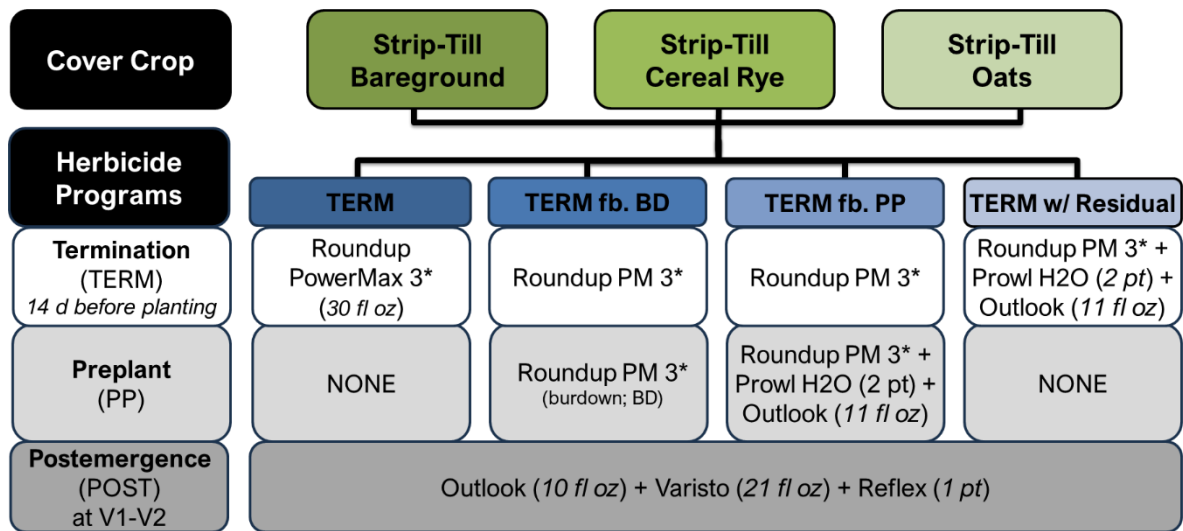 Cover Crop
Strip-Till
Bareground
Strip-Till
Cereal Rye
Strip-Till
Oats
Herbicide
Programs
TERM
TERM fb. BD
TERM fb. PP
TERM w/ Residual
Termination
(TERM)
14 d before planting
Roundup
PowerMax 3*
(30 fl oz)
Roundup PM 3*
Roundup PM 3*
Roundup PM 3* +
Prowl H2O (2 pt) +
Outlook (11 fl oz)
Preplant
(PP)
NONE
Roundup PM 3*
(burdown; BD)
Roundup PM 3* +
Prowl H2O (2 pt) +
Outlook (11 fl oz)
NONE
Postemergence
(POST)
at V1-V2
Outlook (10 fl oz) + Varisto (21 fl oz) + Reflex (1 pt)